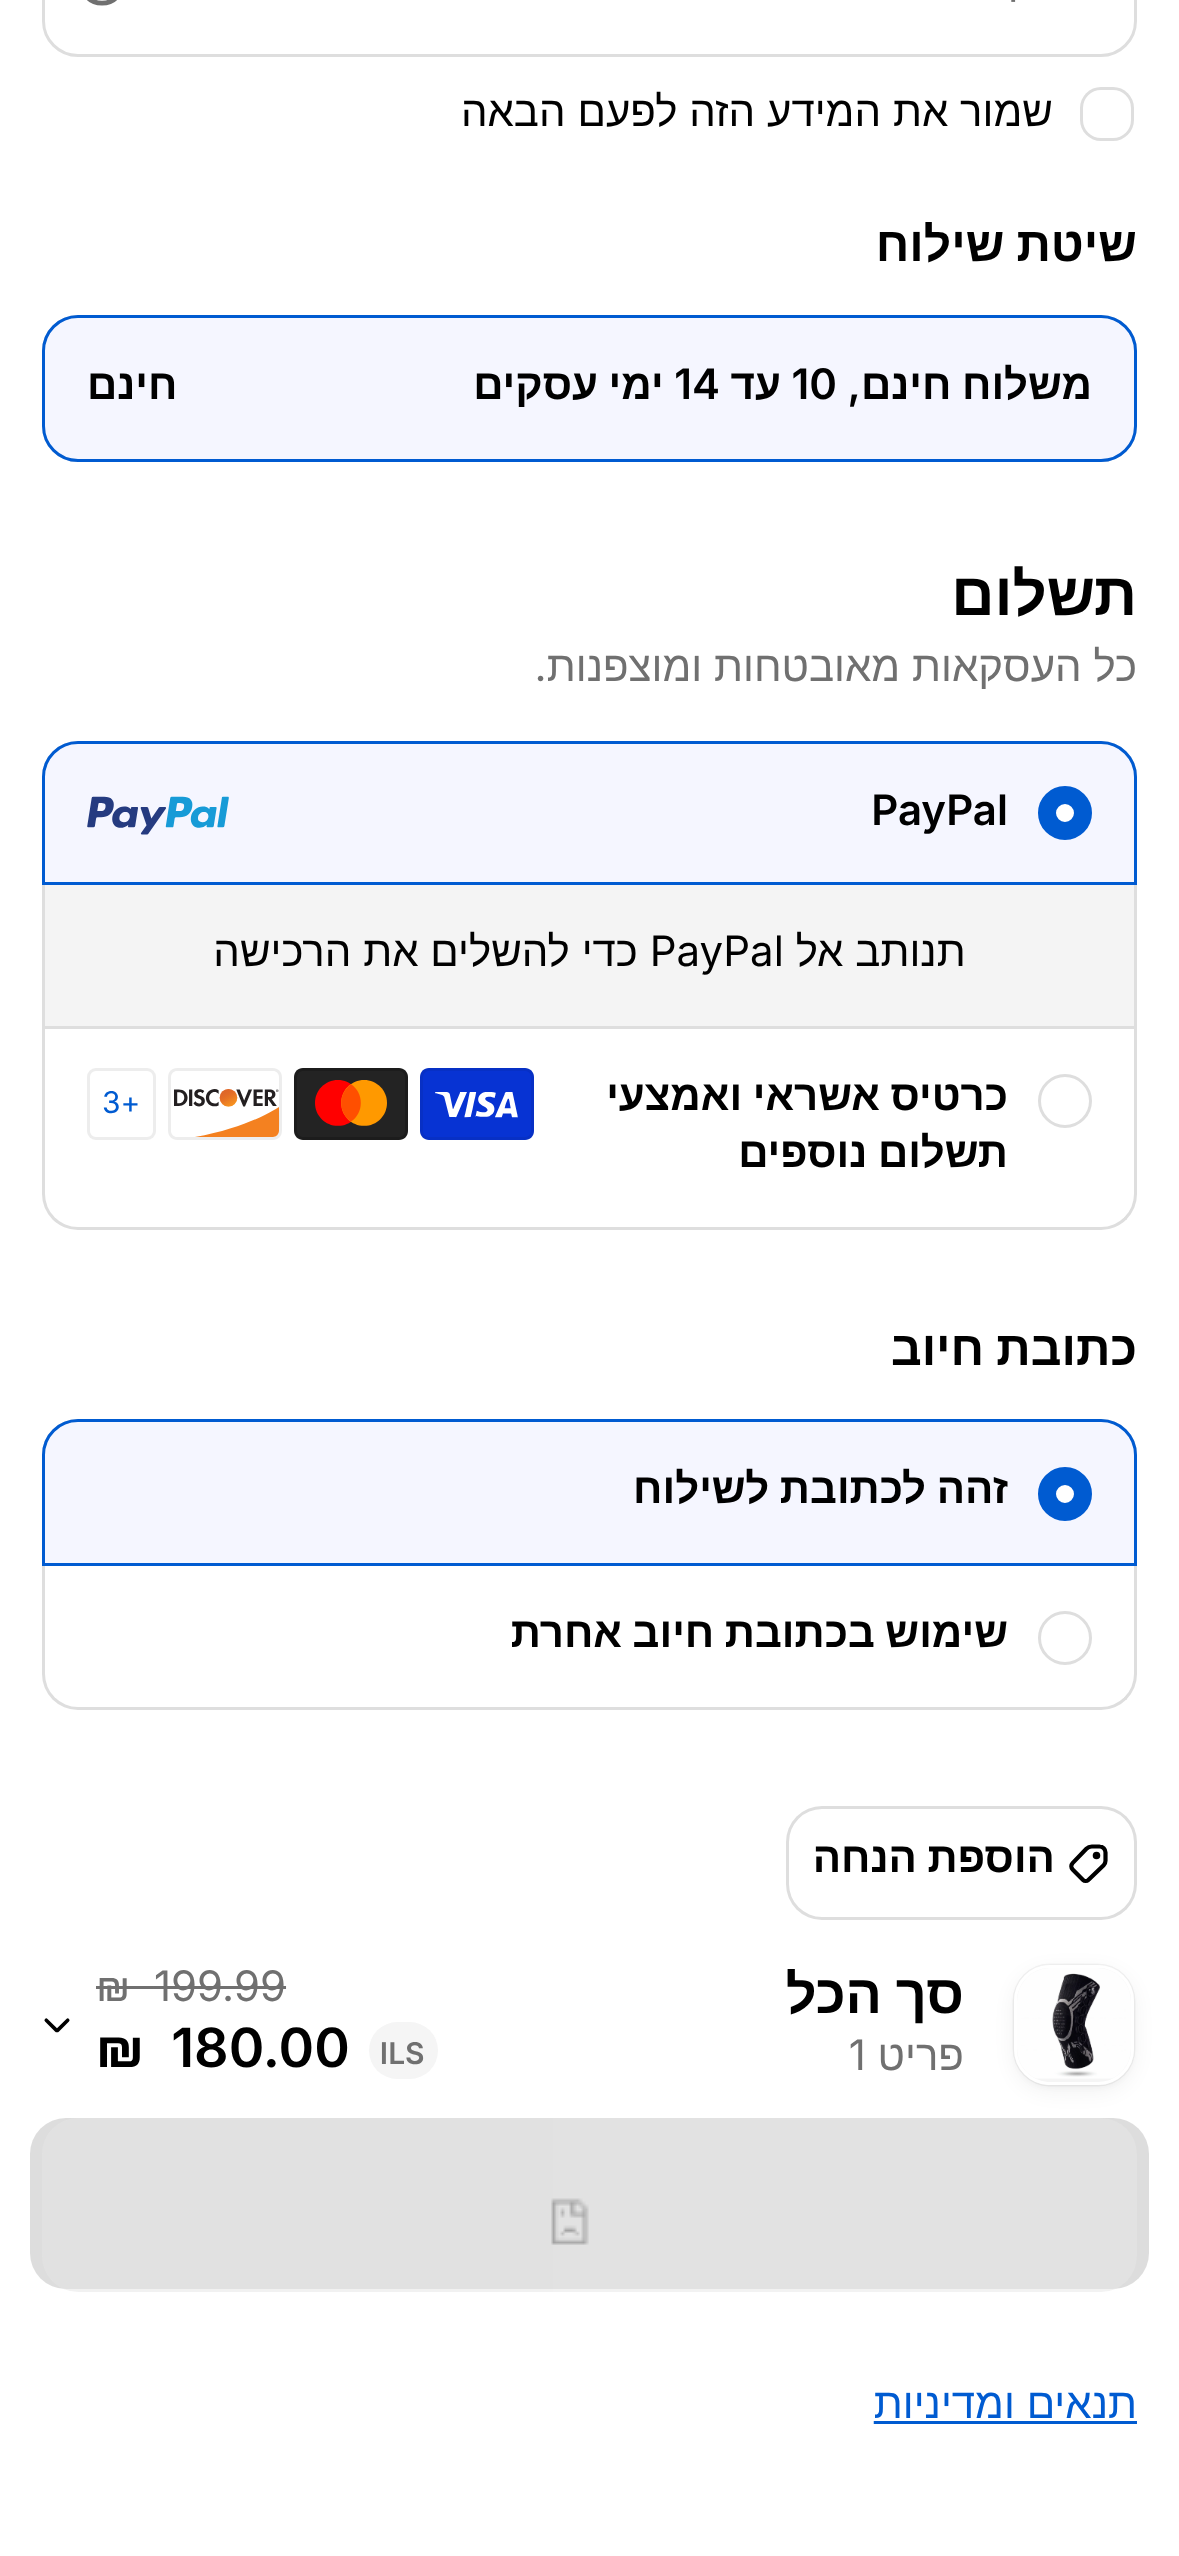 שמור את המידע הזה לפעם הבאה
שיטת שילוח
משלוח חינם, 10 עד 14 ימי עסקים
חינם
תשלום
כל העסקאות מאובטחות ומוצפנות.
PayPal
PayPal
תנותב אל PayPal כדי להשלים את הרכישה
כרטיס אשראי ואמצעי
תשלום נוספים
VISA
DISCOVER
+3
כתובת חיוב
זהה לכתובת לשילוח
שימוש בכתובת חיוב אחרת
הוספת הנחה
סך הכל
פריט 1
199.99 ₪
ILS 180.00 ₪
תנאים ומדיניות